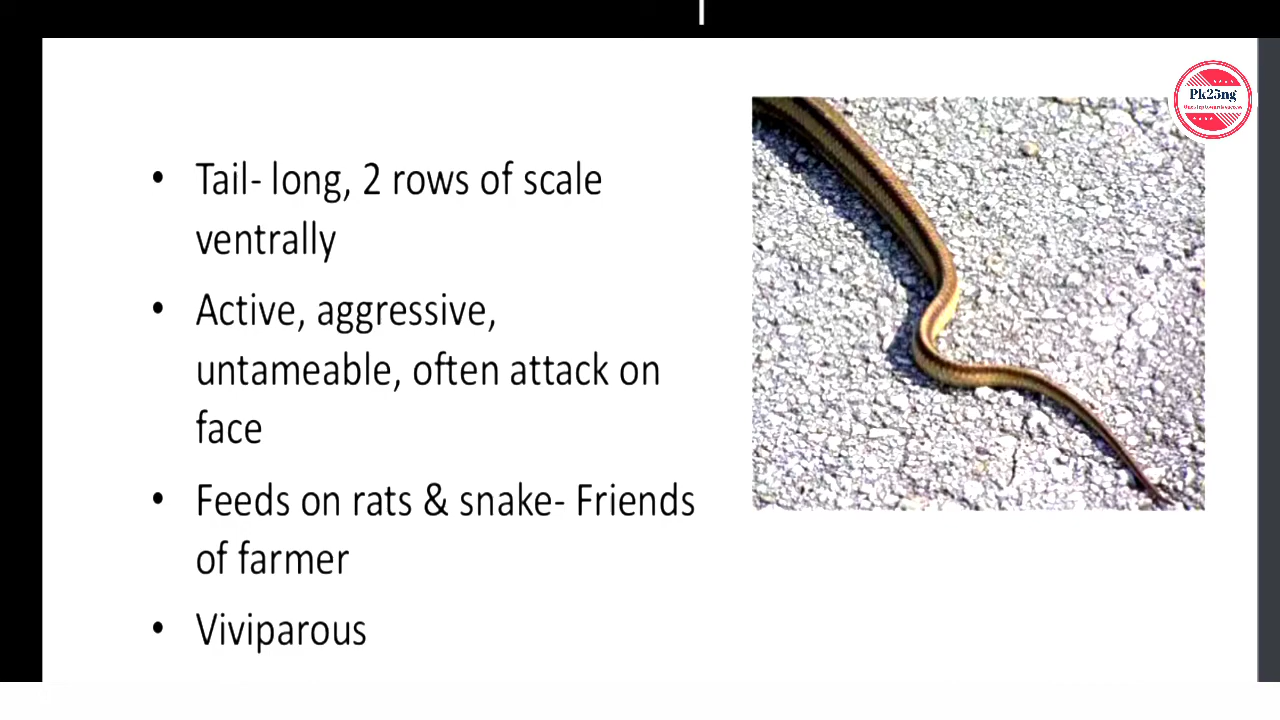 Pk25ng
• Tail- long, 2 rows of scale
ventrally
• Active, aggressive,
untameable, often attack on
face
• Feeds on rats & snake- Friends
of farmer
• Viviparous